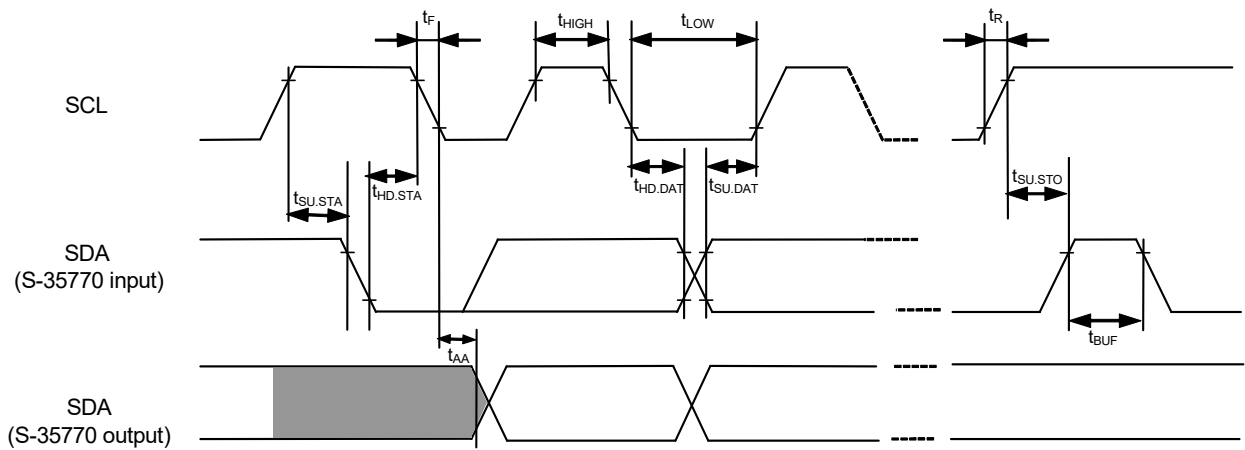 tF
tHIGH
tLOW
tR
SCL
tSU.STA
tHD.STA
tHD.DAT
tSU.DAT
tSU.STO
SDA
(S-35770 input)
tBUF
tAA
SDA
(S-35770 output)